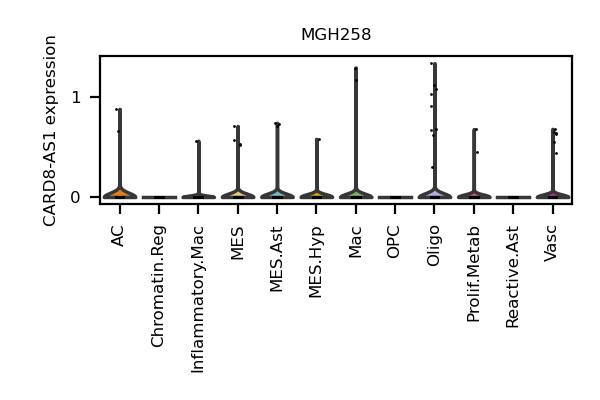 MGH258
CARD8-AS1 expression
1
0
AC
Chromatin.Reg
Inflammatory.Mac
MES
MES.Ast
MES.Hyp
Mac
OPC
Oligo
Prolif.Metab
Reactive.Ast
Vasc